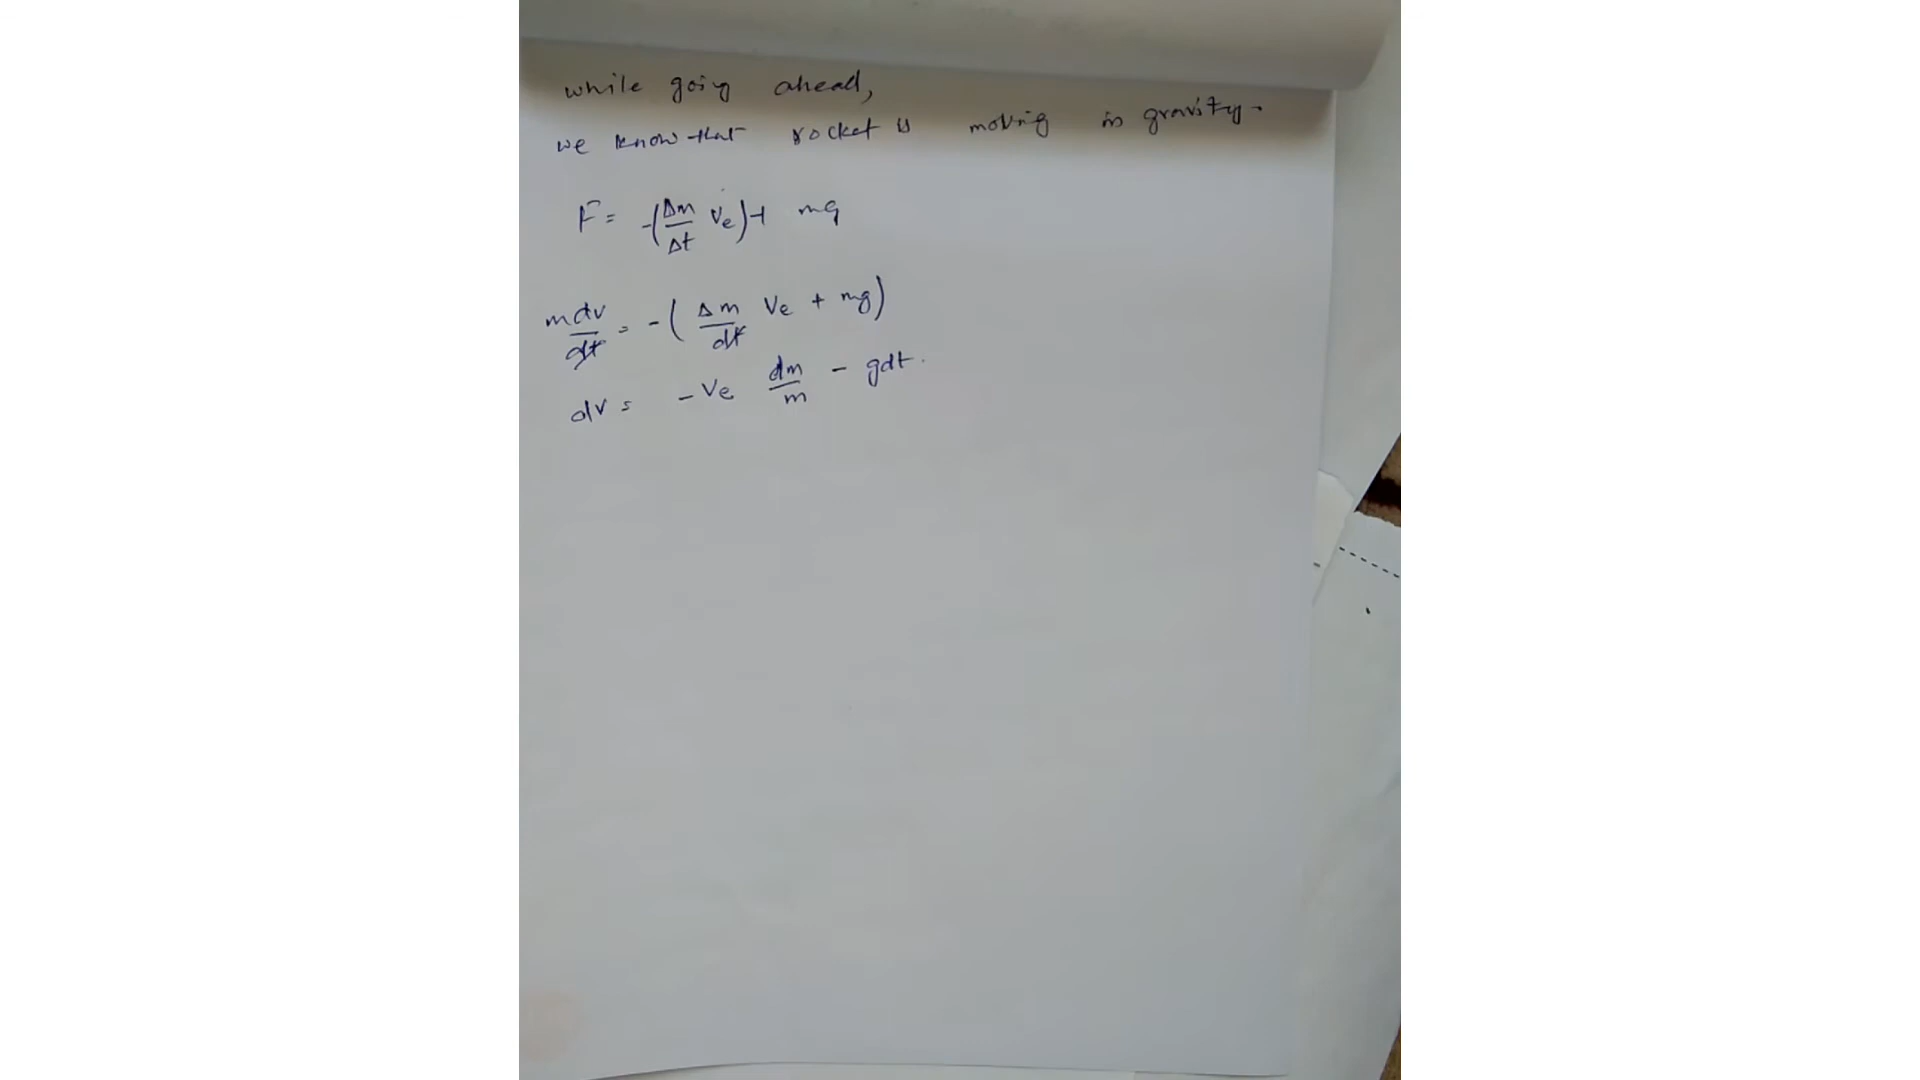 while going ahead,
we know that rocket is moving in gravity.
F = -(Δm/Δt Ve) + mg
m dv/dt = -(Δm/dt Ve + mg)
dv = -Ve dm/m - gdt.